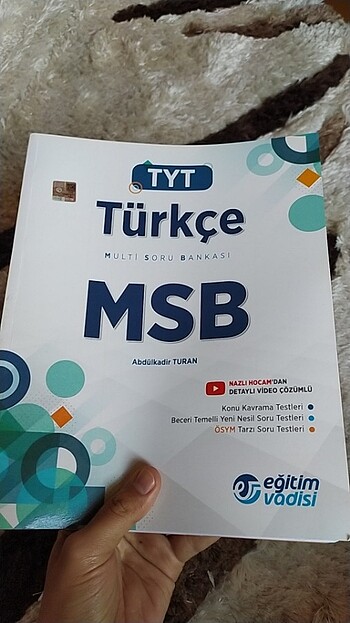 TYT
Türkçe
MULTİ SORU BANKASI
MSB
Abdülkadir TURAN
NAZLI HOCAM'DAN
DETAYLI VİDEO ÇÖZÜMLÜ
Konu Kavrama Testleri
Beceri Temelli Yeni Nesil Soru Testleri
ÖSYM Tarzı Soru Testleri
eğitim
vadisi